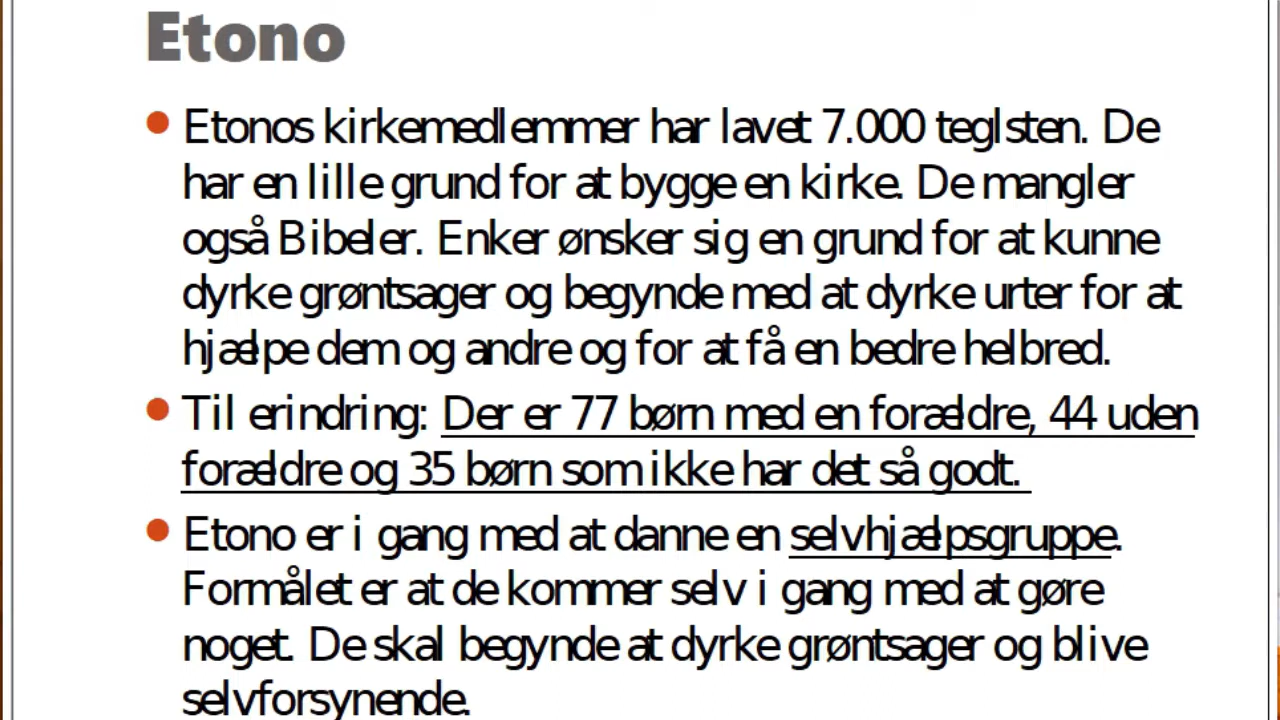 Etono
• Etonos kirkemedlemmer har lavet 7.000 teglsten. De
har en lille grund for at bygge en kirke. De mangler
også Bibeler. Enker ønsker sig en grund for at kunne
dyrke grøntsager og begynde med at dyrke urter for at
hjælpe dem og andre og for at få en bedre helbred.
• Til erindring: Der er 77 børn med en forældre, 44 uden
forældre og 35 børn som ikke har det så godt.
• Etono er i gang med at danne en selvhjælpsgruppe.
Formålet er at de kommer selv i gang med at gøre
noget. De skal begynde at dyrke grøntsager og blive
selvforsynende.